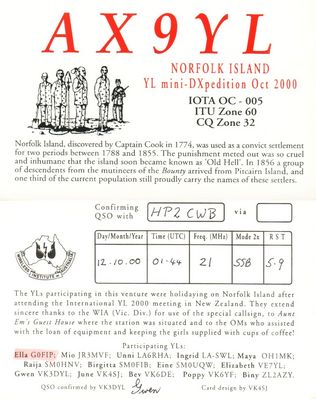 AX9YL
NORFOLK ISLAND
YL mini-DXpedition Oct 2000
IOTA OC - 005
ITU Zone 60
CQ Zone 32
Norfolk Island, discovered by Captain Cook in 1774, was used as a convict settlement
for two periods between 1788 and 1855. The punishment meted out was so cruel
and inhumane that the island soon became known as 'Old Hell'. In 1856 a group
of descendants from the mutineers of the Bounty arrived from Pitcairn Island, and
one third of the current population still proudly carry the names of these settlers.
Confirming
QSO with
HP2CWB
via
Day/Month/Year
Time (UTC)
Freq. (MHz)
Mode 2x
R S T
12.10.00
01-44
21
SSB
5-9
The YLs participating in this venture were holidaying on Norfolk Island after
attending the International YL 2000 meeting in New Zealand. They extend
sincere thanks to the WIA (Vic. Div.) for use of the special callsign, to Aunt
Em's Guest House where the station was situated and to the OMs who assisted
with the loan of equipment and keeping the girls supplied with cups of coffee!
Participating YLs:
Ella G0FIP; Mio JR3MVF; Unni LA6RHA; Ingrid LA-SWL; Maya OH1MK;
Raija SM0HNV; Birgitta SM0FIB; Eine SM0UQW; Elizabeth VE7YL;
Gwen VK3DYL; June VK4SJ; Bev VK6DE; Poppy VK6YF; Biny ZL2AZY.
QSO confirmed by VK3DYL
Gwen
Card design by VK4SJ